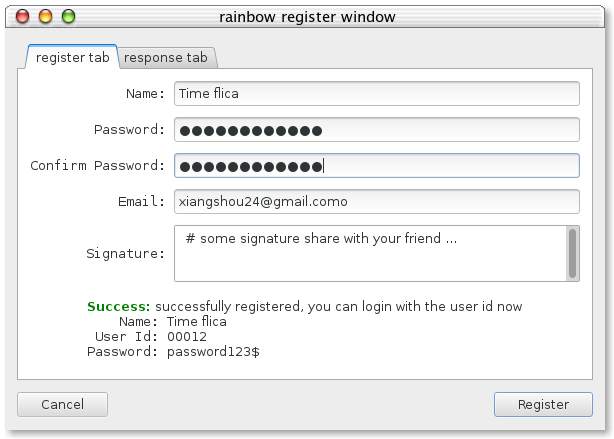 rainbow register window
register tab response tab
Name: Time flica
Password: ●●●●●●●●●●●●
Confirm Password: ●●●●●●●●●●●●
Email: xiangshou24@gmail.como
Signature: # some signature share with your friend ...
Success: successfully registered, you can login with the user id now
Name: Time flica
User Id: 00012
Password: password123$
Cancel Register